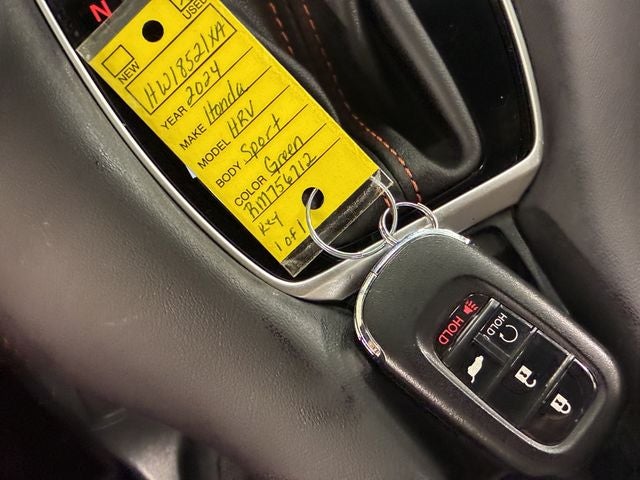 N
USED
NEW
HW18521XA
YEAR 2024
MAKE Honda
MODEL HRV
BODY Sport
COLOR Green
RM756712
Key
1 of 1
HOLD
HOLD